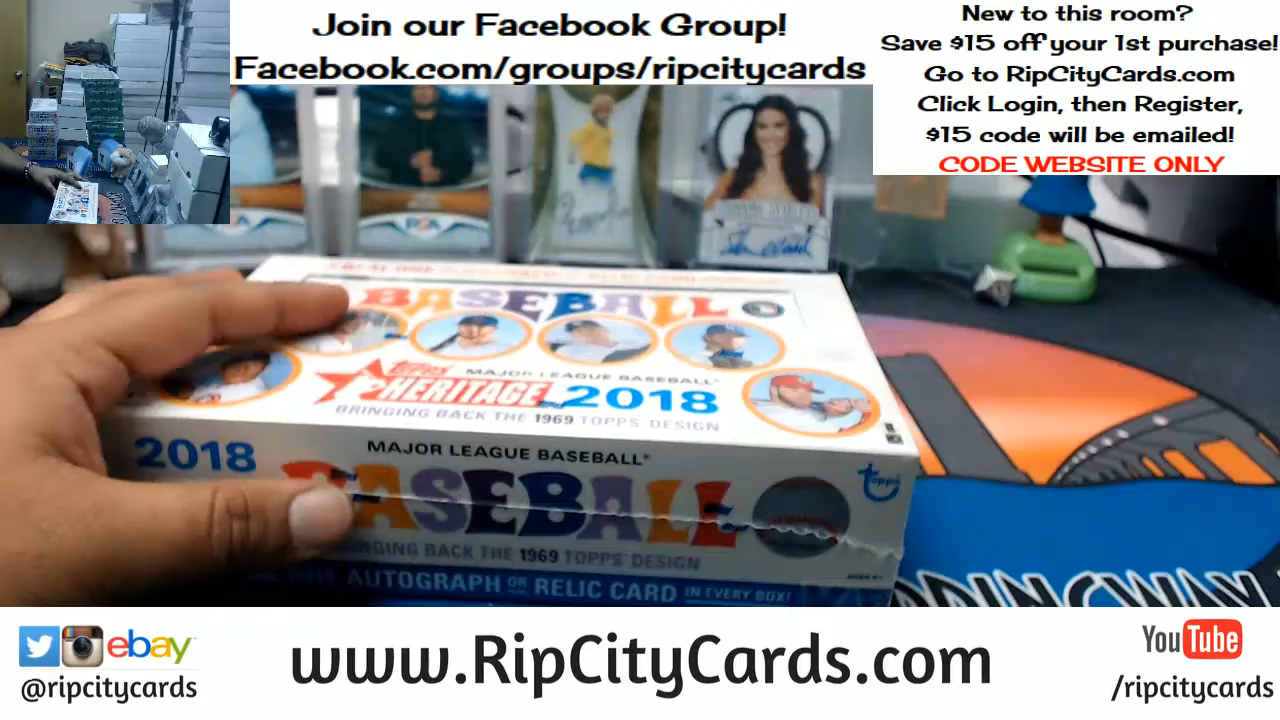 Join our Facebook Group!
Facebook.com/groups/ripcitycards
New to this room?
Save $15 off your 1st purchase!
Go to RipCityCards.com
Click Login, then Register,
$15 code will be emailed!
CODE WEBSITE ONLY
BASEBALL
MAJOR LEAGUE BASEBALL
Topps
HERITAGE 2018
BRINGING BACK THE 1969 TOPPS DESIGN
2018
MAJOR LEAGUE BASEBALL
topps
BASEBALL
BRINGING BACK THE 1969 TOPPS DESIGN
AUTOGRAPH OR RELIC CARD IN EVERY BOX!
ebay
@ripcitycards
www.RipCityCards.com
YouTube
/ripcitycards